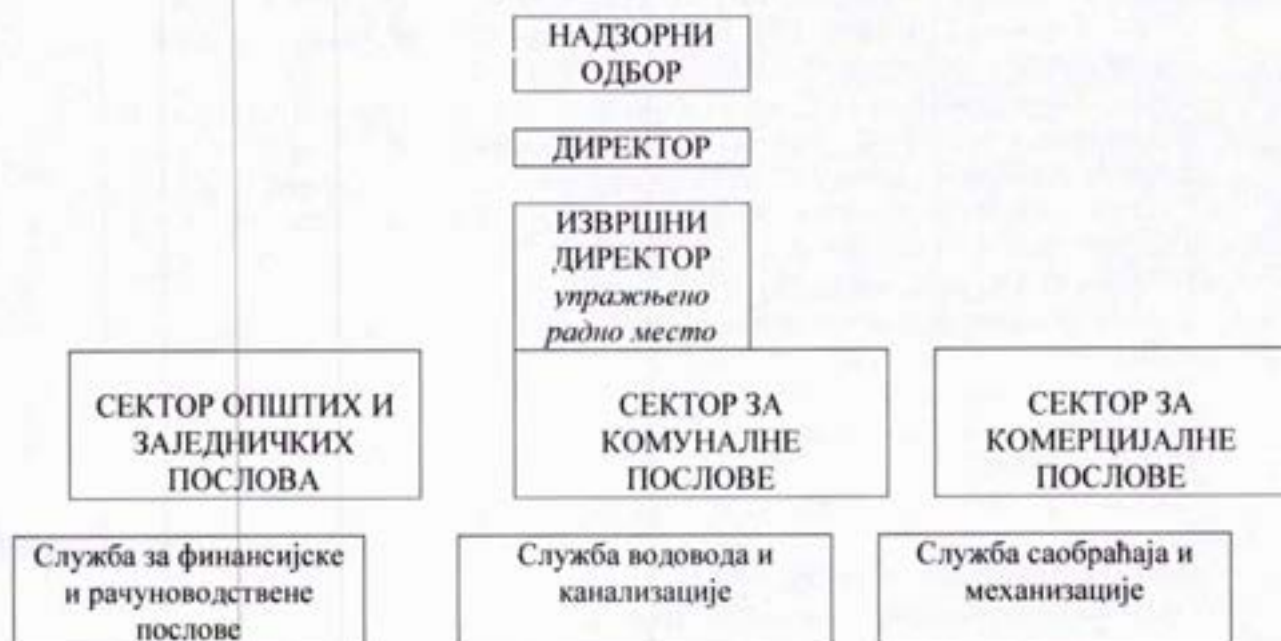 НАДЗОРНИ
ОДБОР
ДИРЕКТОР
ИЗВРШНИ
ДИРЕКТОР
упражњено
радно место
СЕКТОР ОПШТИХ И
ЗАЈЕДНИЧКИХ
ПОСЛОВА
СЕКТОР ЗА
КОМУНАЛНЕ
ПОСЛОВЕ
СЕКТОР ЗА
КОМЕРЦИЈАЛНЕ
ПОСЛОВЕ
Служба за финансијске
и рачуноводствене
послове
Служба водовода и
канализације
Служба саобраћаја и
механизације